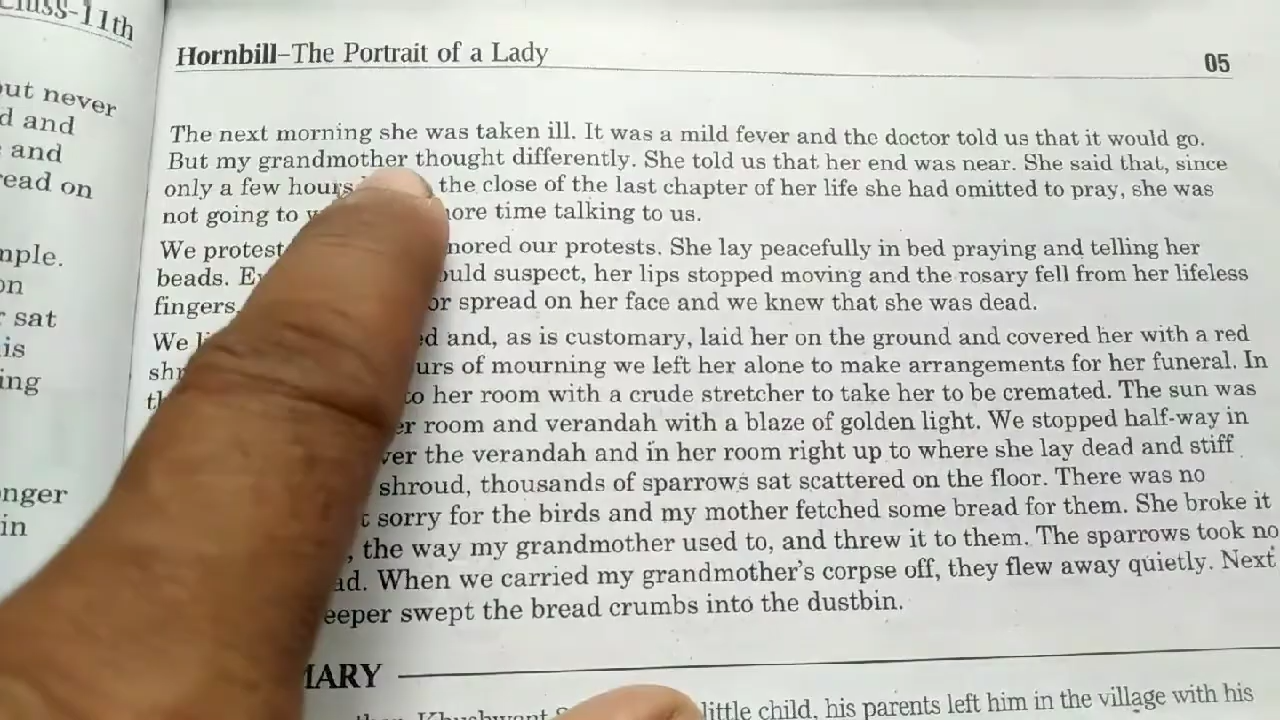 Class-11th
out never
d and
and
ead on
mple.
on
sat
is
ing
nger
in
Hornbill–The Portrait of a Lady
05
The next morning she was taken ill. It was a mild fever and the doctor told us that it would go.
But my grandmother thought differently. She told us that her end was near. She said that, since
only a few hours the close of the last chapter of her life she had omitted to pray, she was
not going to more time talking to us.
We protest nored our protests. She lay peacefully in bed praying and telling her
beads. ould suspect, her lips stopped moving and the rosary fell from her lifeless
fingers. or spread on her face and we knew that she was dead.
We ed and, as is customary, laid her on the ground and covered her with a red
shr urs of mourning we left her alone to make arrangements for her funeral. In
to her room with a crude stretcher to take her to be cremated. The sun was
er room and verandah with a blaze of golden light. We stopped half-way in
ver the verandah and in her room right up to where she lay dead and stiff
shroud, thousands of sparrows sat scattered on the floor. There was no
t sorry for the birds and my mother fetched some bread for them. She broke it
, the way my grandmother used to, and threw it to them. The sparrows took no
ad. When we carried my grandmother's corpse off, they flew away quietly. Next
eeper swept the bread crumbs into the dustbin.
MARY
little child, his parents left him in the village with his